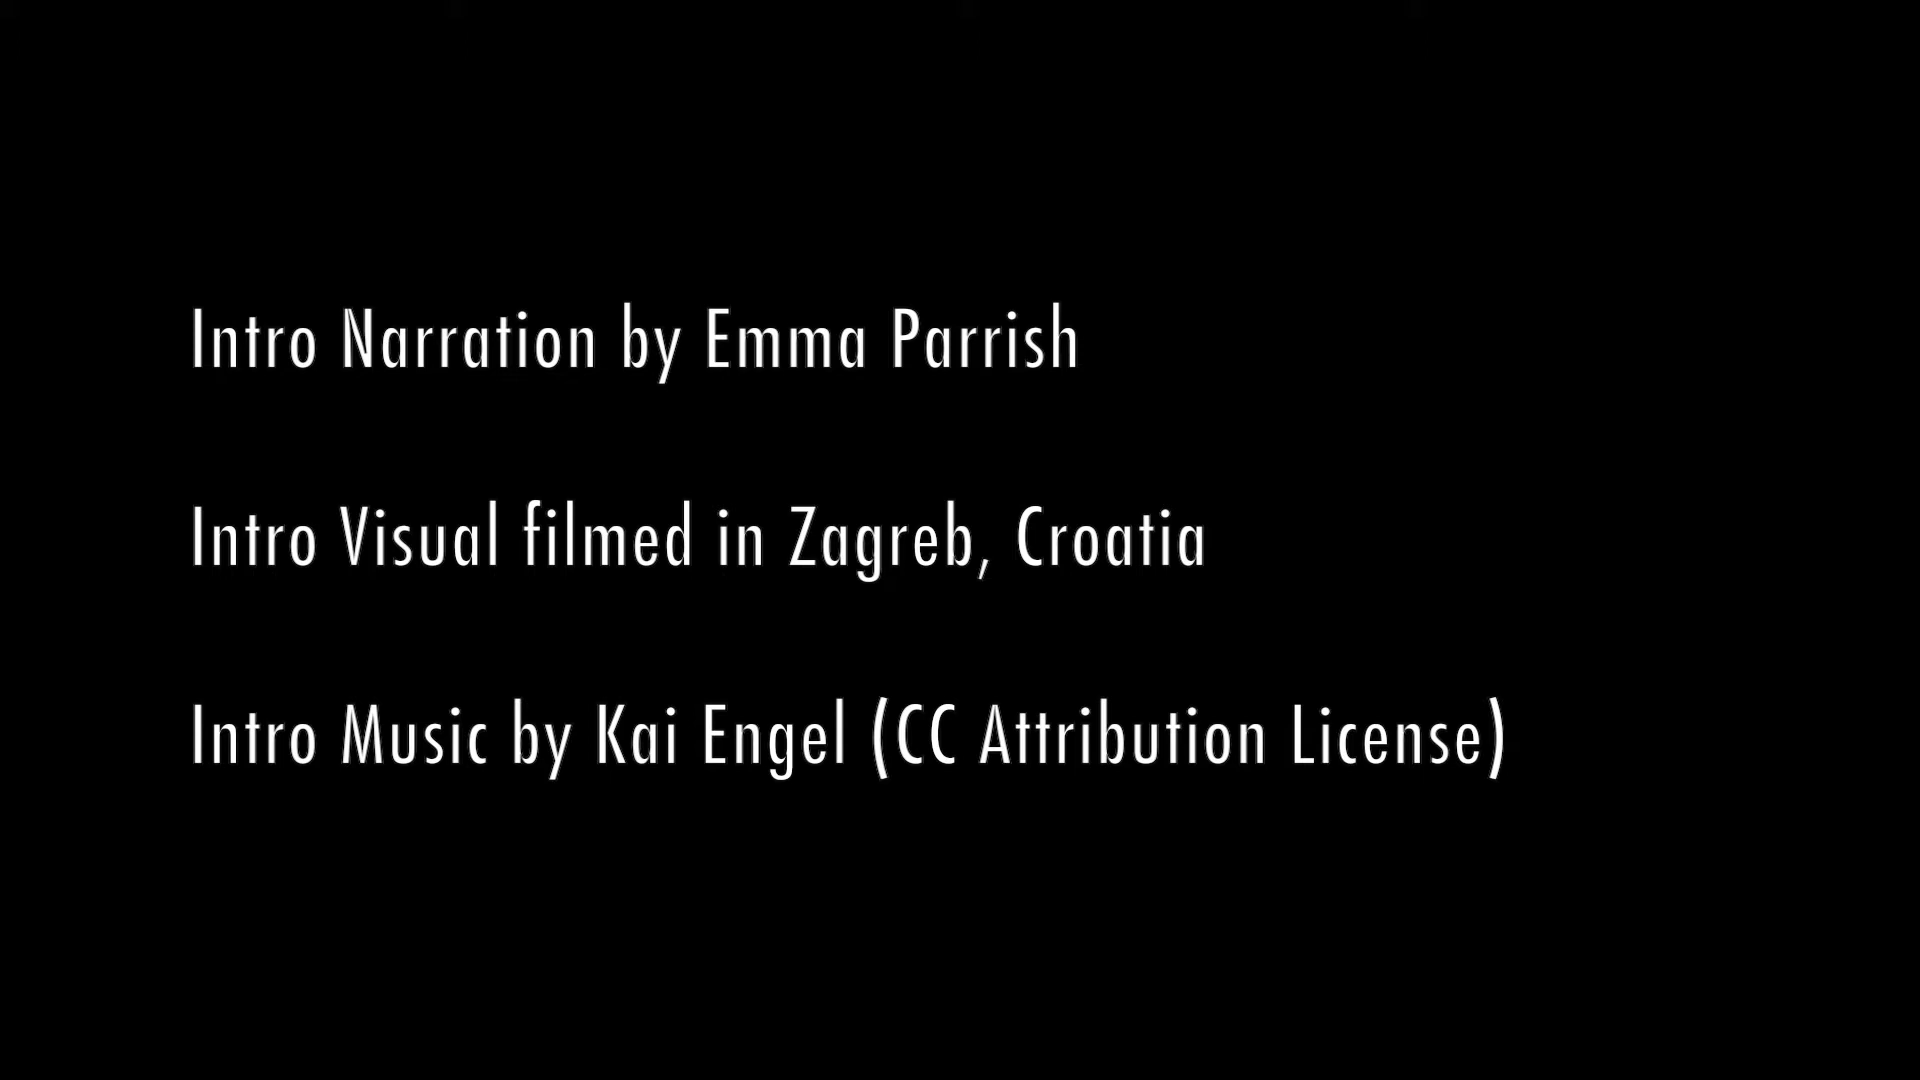 Intro Narration by Emma Parrish
Intro Visual filmed in Zagreb, Croatia
Intro Music by Kai Engel (CC Attribution License)